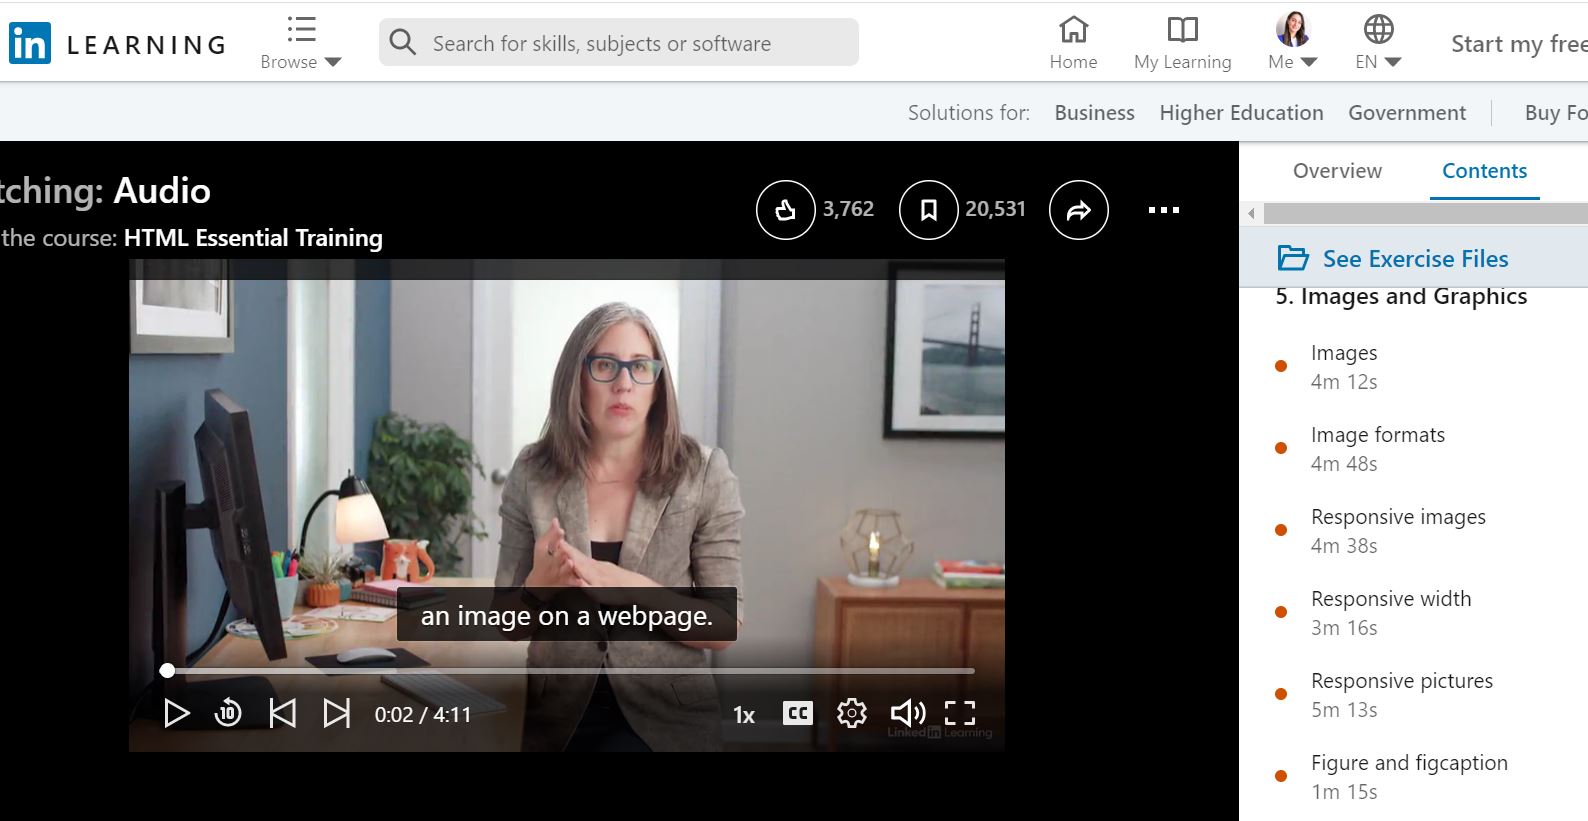 in LEARNING
Browse
Search for skills, subjects or software
Home
My Learning
Me
EN
Start my free
Solutions for:
Business
Higher Education
Government
Buy Fo
tching: Audio
the course: HTML Essential Training
3,762
20,531
an image on a webpage.
10
0:02 / 4:11
1x
CC
Linked in Learning
Overview
Contents
See Exercise Files
5. Images and Graphics
Images
4m 12s
Image formats
4m 48s
Responsive images
4m 38s
Responsive width
3m 16s
Responsive pictures
5m 13s
Figure and figcaption
1m 15s